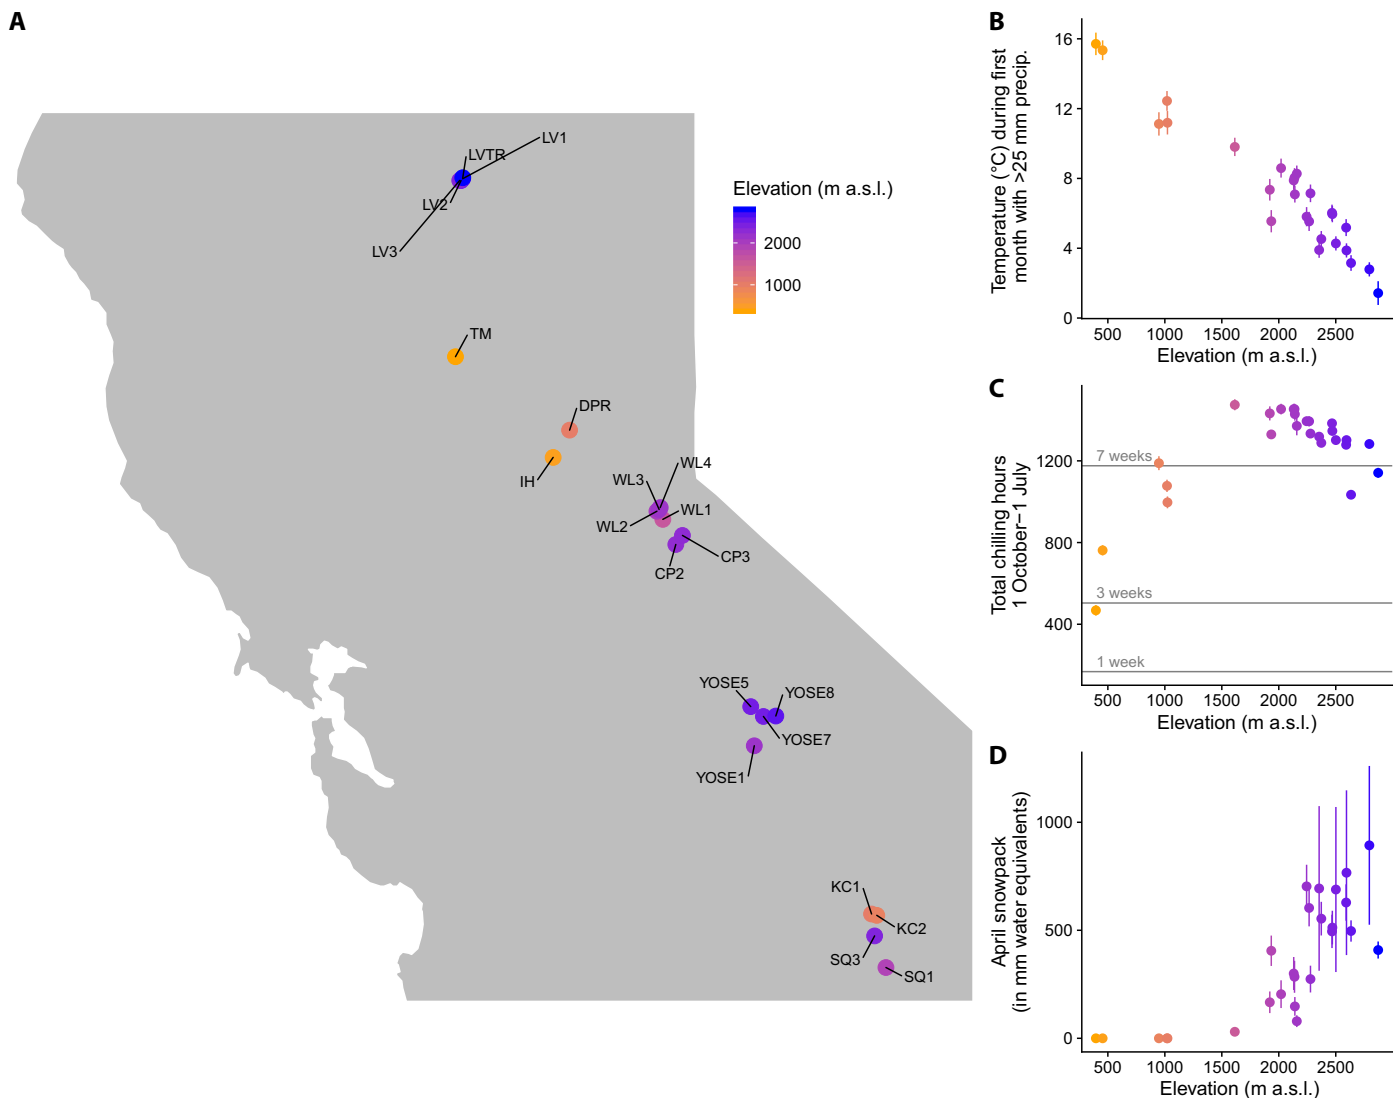 A
LV1
LVTR
LV2
LV3
TM
DPR
IH
WL4
WL3
WL1
WL2
CP3
CP2
YOSE5
YOSE8
YOSE7
YOSE1
KC1
KC2
SQ3
SQ1
Elevation (m a.s.l.)
2000
1000
B
Temperature (°C) during first
month with >25 mm precip.
16
12
8
4
0
500 1000 1500 2000 2500
Elevation (m a.s.l.)
C
Total chilling hours
1 October–1 July
1200
800
400
7 weeks
3 weeks
1 week
500 1000 1500 2000 2500
Elevation (m a.s.l.)
D
April snowpack
(in mm water equivalents)
1000
500
0
500 1000 1500 2000 2500
Elevation (m a.s.l.)